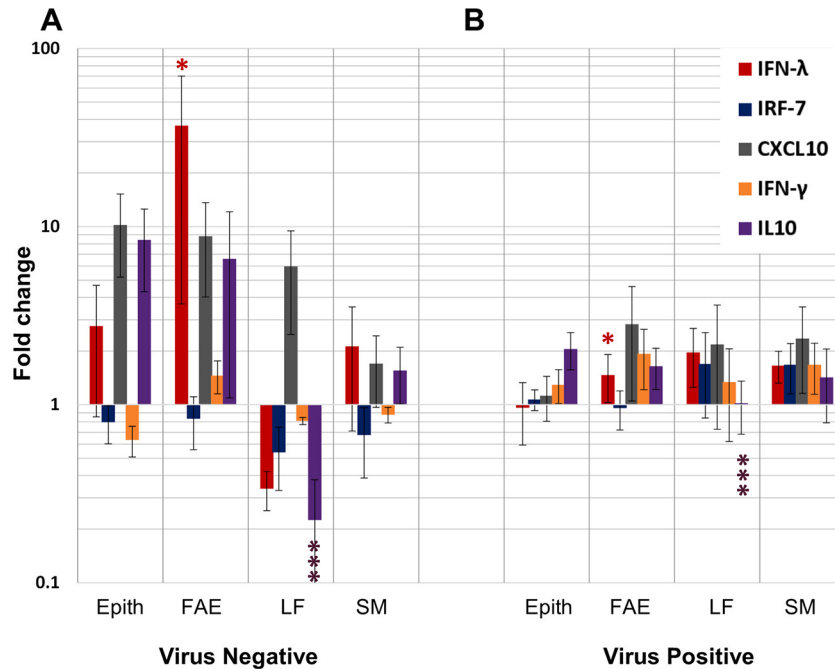 A
B
100
10
1
0.1
Fold change
*
***
*
***
IFN-λ
IRF-7
CXCL10
IFN-γ
IL10
Epith FAE LF SM Epith FAE LF SM
Virus Negative Virus Positive